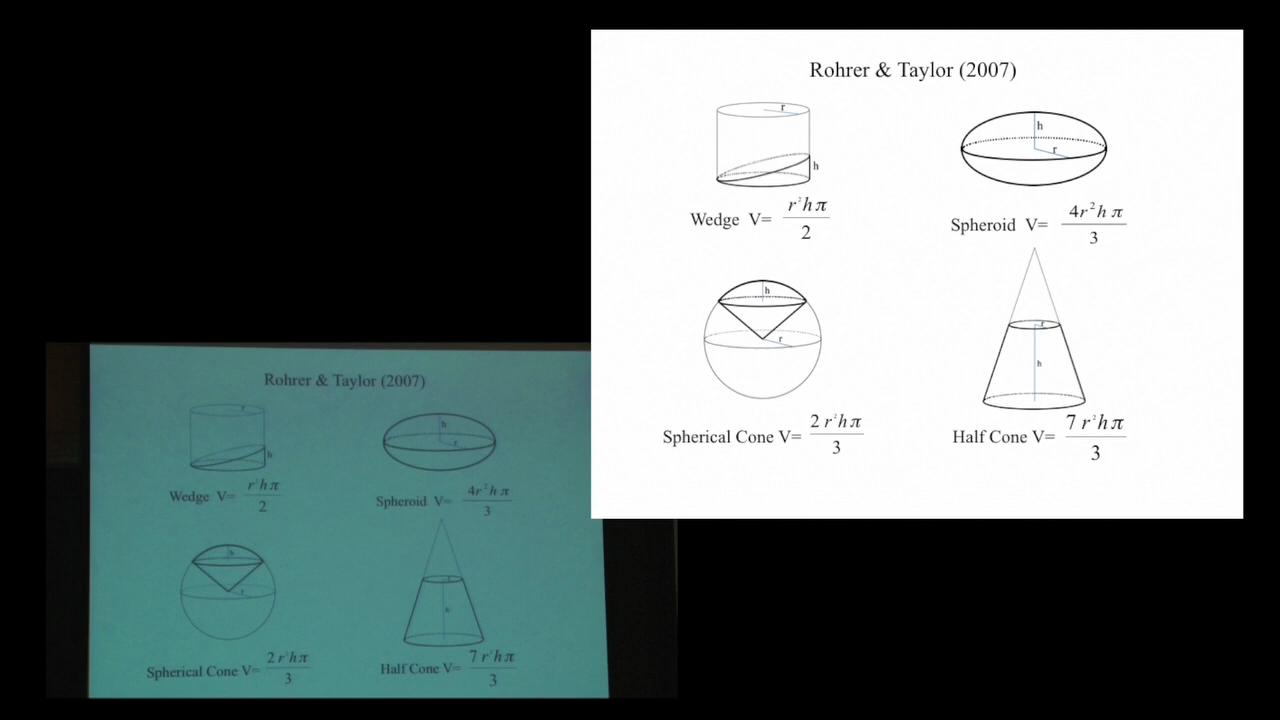 Rohrer & Taylor (2007)
r
h
Wedge V= r²hπ / 2
h
r
Spheroid V= 4r²hπ / 3
h
r
Spherical Cone V= 2r²hπ / 3
r
h
Half Cone V= 7r²hπ / 3
Rohrer & Taylor (2007)
r
h
Wedge V= r²hπ / 2
h
r
Spheroid V= 4r²hπ / 3
h
r
Spherical Cone V= 2r²hπ / 3
r
h
Half Cone V= 7r²hπ / 3